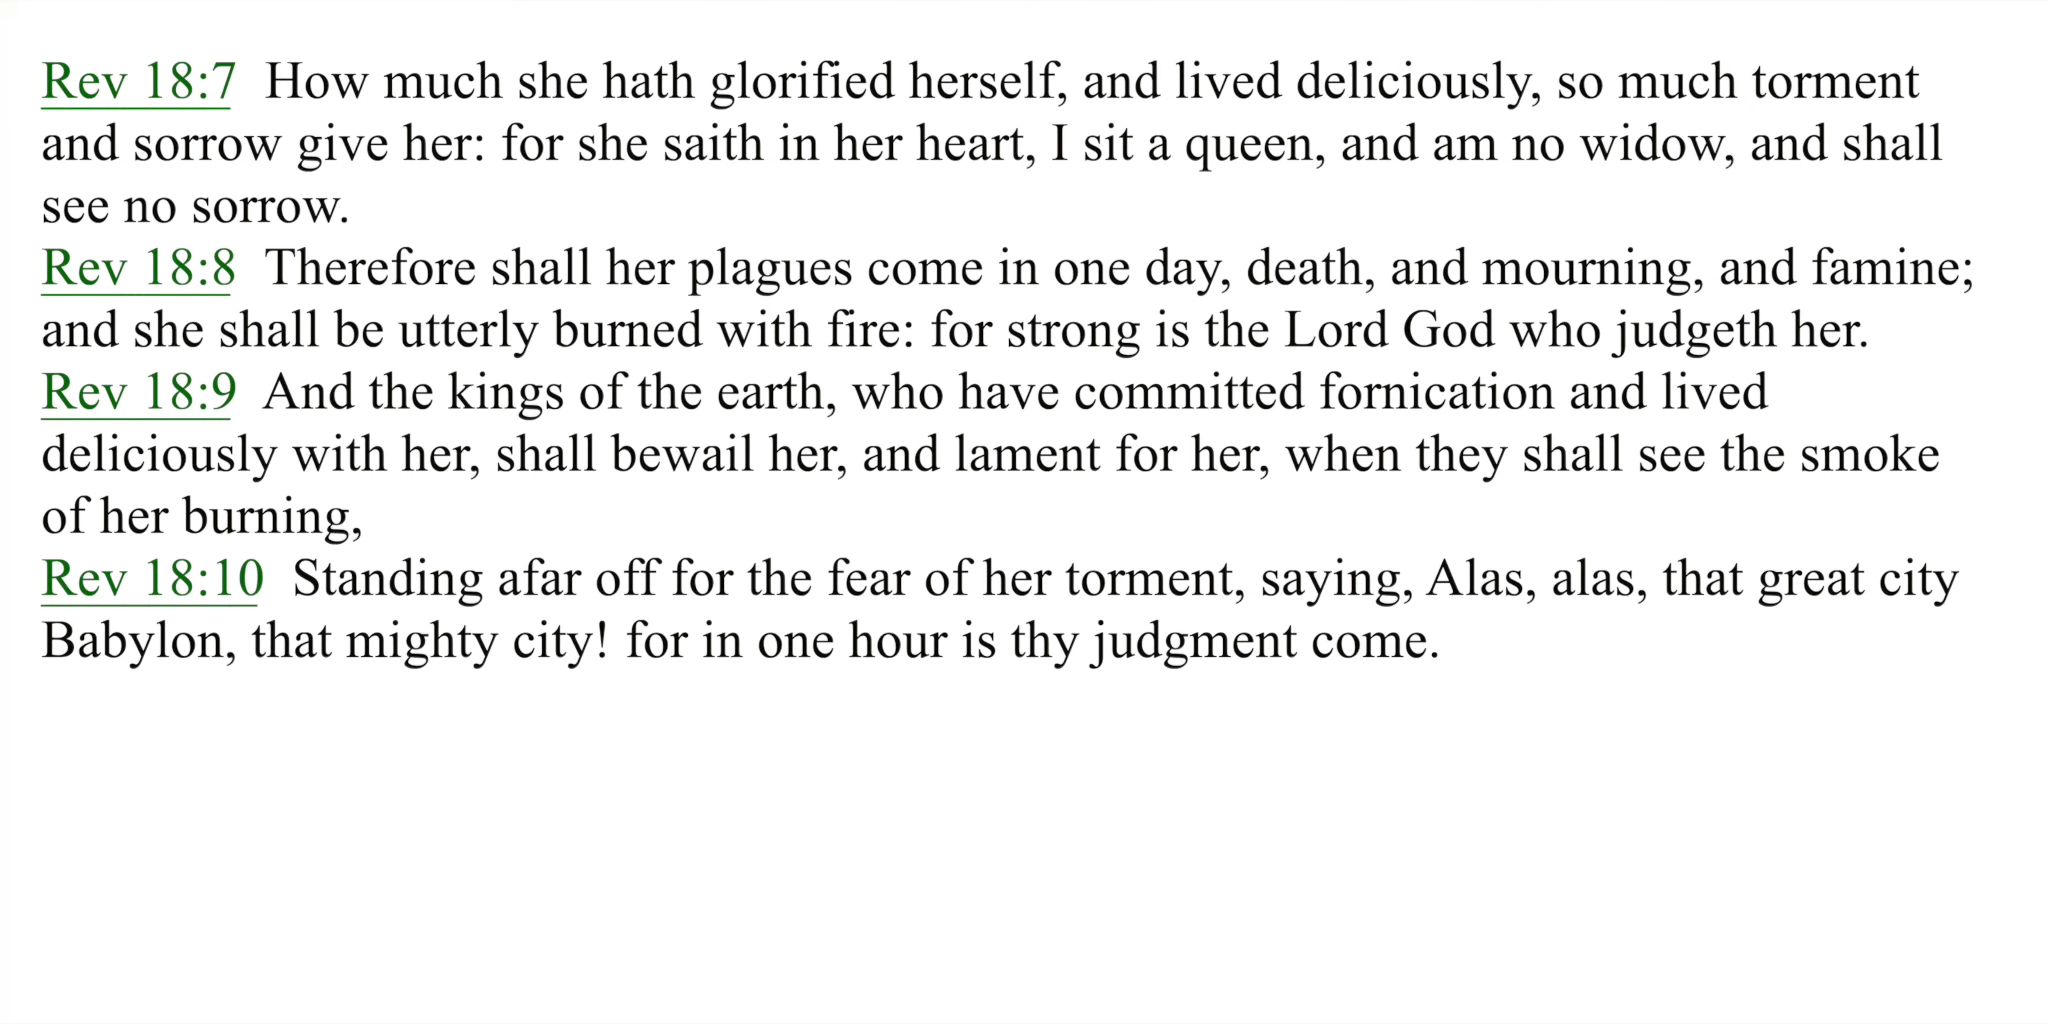 Rev 18:7  How much she hath glorified herself, and lived deliciously, so much torment
and sorrow give her: for she saith in her heart, I sit a queen, and am no widow, and shall
see no sorrow.
Rev 18:8  Therefore shall her plagues come in one day, death, and mourning, and famine;
and she shall be utterly burned with fire: for strong is the Lord God who judgeth her.
Rev 18:9  And the kings of the earth, who have committed fornication and lived
deliciously with her, shall bewail her, and lament for her, when they shall see the smoke
of her burning,
Rev 18:10  Standing afar off for the fear of her torment, saying, Alas, alas, that great city
Babylon, that mighty city! for in one hour is thy judgment come.